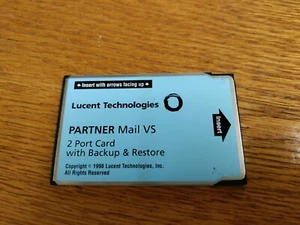 Insert with arrows facing up
Lucent Technologies
PARTNER Mail VS
2 Port Card
with Backup & Restore
Insert
Copyright © 1998 Lucent Technologies, Inc.
All Rights Reserved